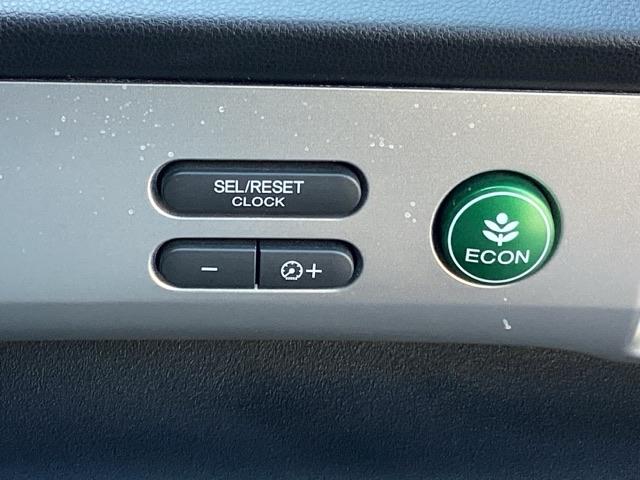 SEL/RESET
CLOCK
- +
ECON